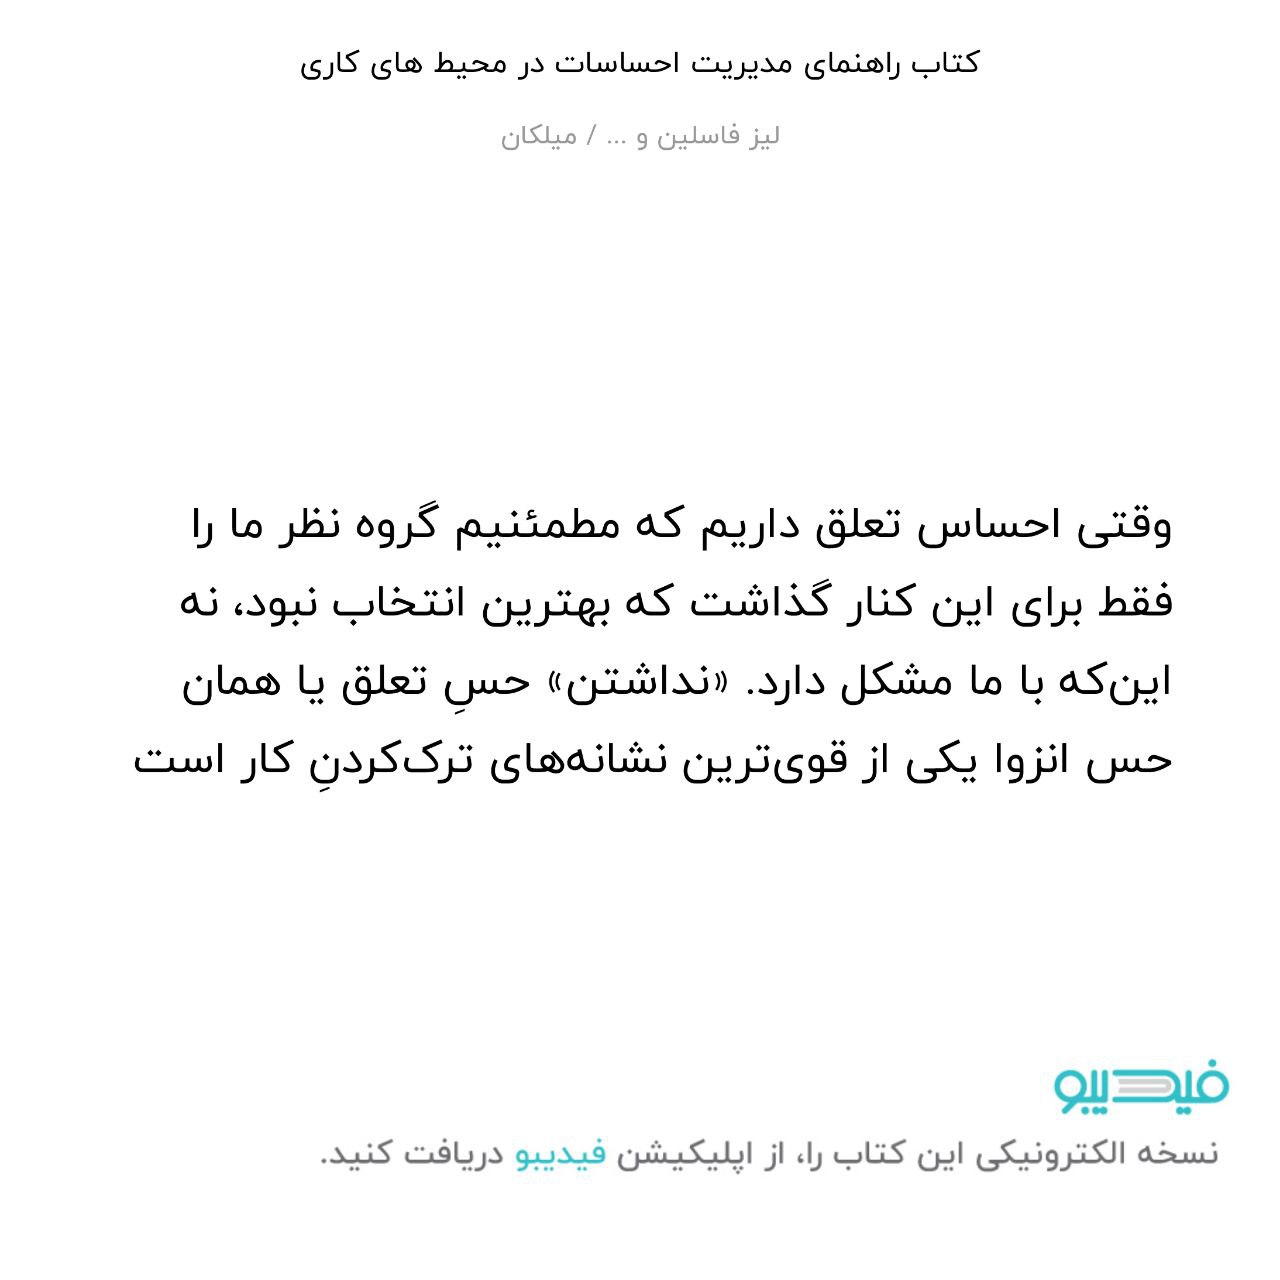 کتاب راهنمای مدیریت احساسات در محیط های کاری
لیز فاسلین و ... / میلکان
وقتی احساس تعلق داریم که مطمئنیم گروه نظر ما را
فقط برای این کنار گذاشت که بهترین انتخاب نبود، نه
این‌که با ما مشکل دارد. «نداشتن» حسِ تعلق یا همان
حس انزوا یکی از قوی‌ترین نشانه‌های ترک‌کردنِ کار است
فیدیبو
نسخه الکترونیکی این کتاب را، از اپلیکیشن فیدیبو دریافت کنید.